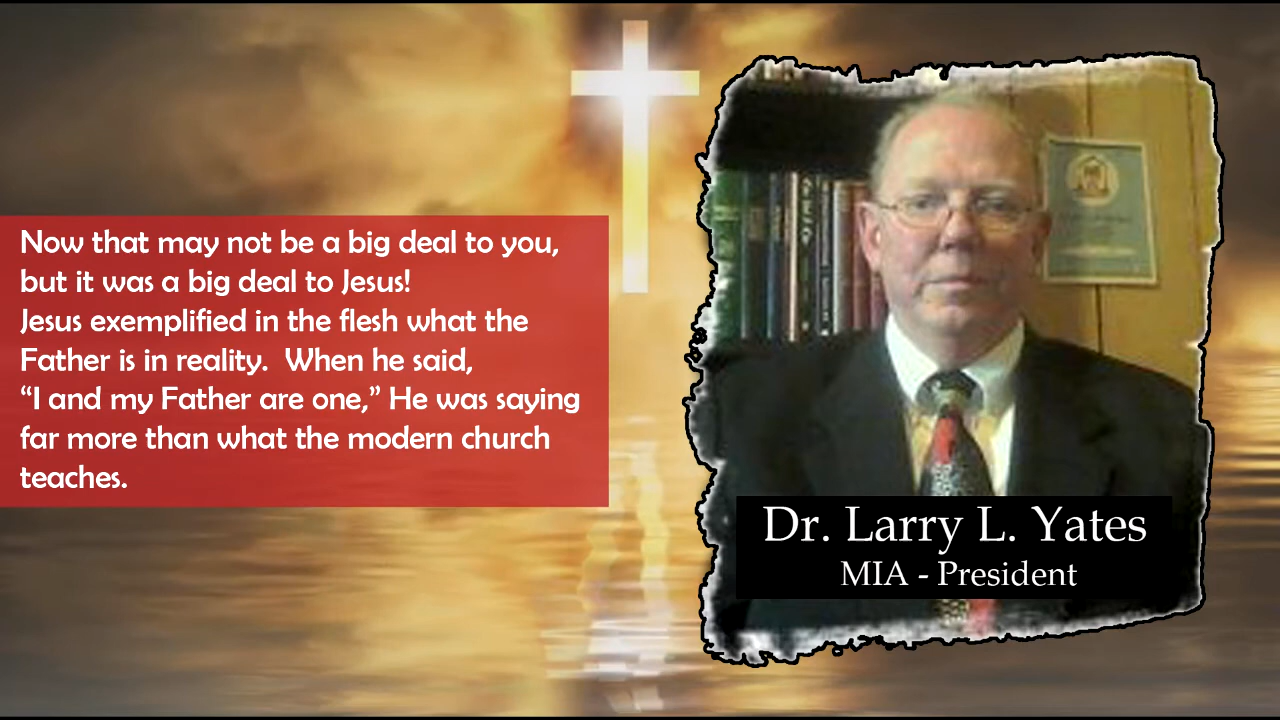 Now that may not be a big deal to you,
but it was a big deal to Jesus!
Jesus exemplified in the flesh what the
Father is in reality.  When he said,
“I and my Father are one,” He was saying
far more than what the modern church
teaches.
Dr. Larry L. Yates
MIA - President